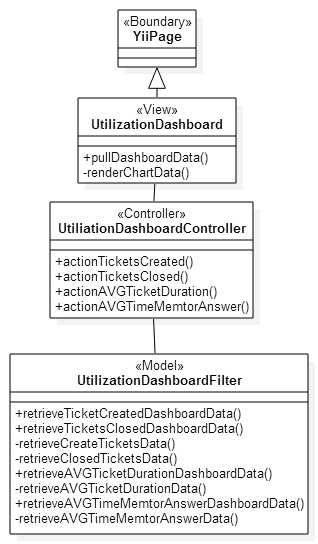 «Boundary»
YiiPage
«View»
UtilizationDashboard
+pullDashboardData()
-renderChartData()
«Controller»
UtiliationDashboardController
+actionTicketsCreated()
+actionTicketsClosed()
+actionAVGTicketDuration()
+actionAVGTimeMemtorAnswer()
«Model»
UtilizationDashboardFilter
+retrieveTicketCreatedDashboardData()
+retrieveTicketsClosedDashboardData()
-retrieveCreateTicketsData()
-retrieveClosedTicketsData()
+retrieveAVGTicketDurationDashboardData()
-retrieveAVGTicketDurationData()
+retrieveAVGTimeMemtorAnswerDashboardData()
-retrieveAVGTimeMemtorAnswerData()